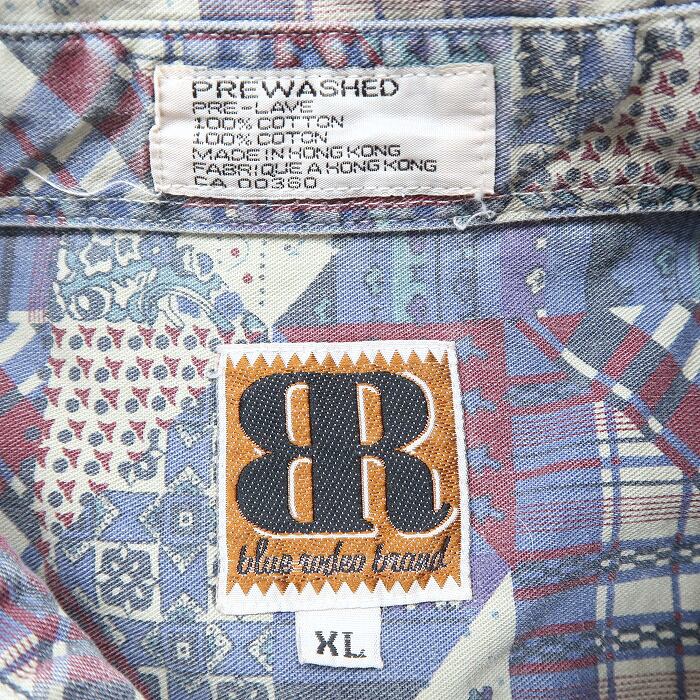 PREWASHED
PRE-LAVE
100% COTTON
100% COTON
MADE IN HONG KONG
FABRIQUE A HONG KONG
CA 00360
BR
blue rodeo brand
XL